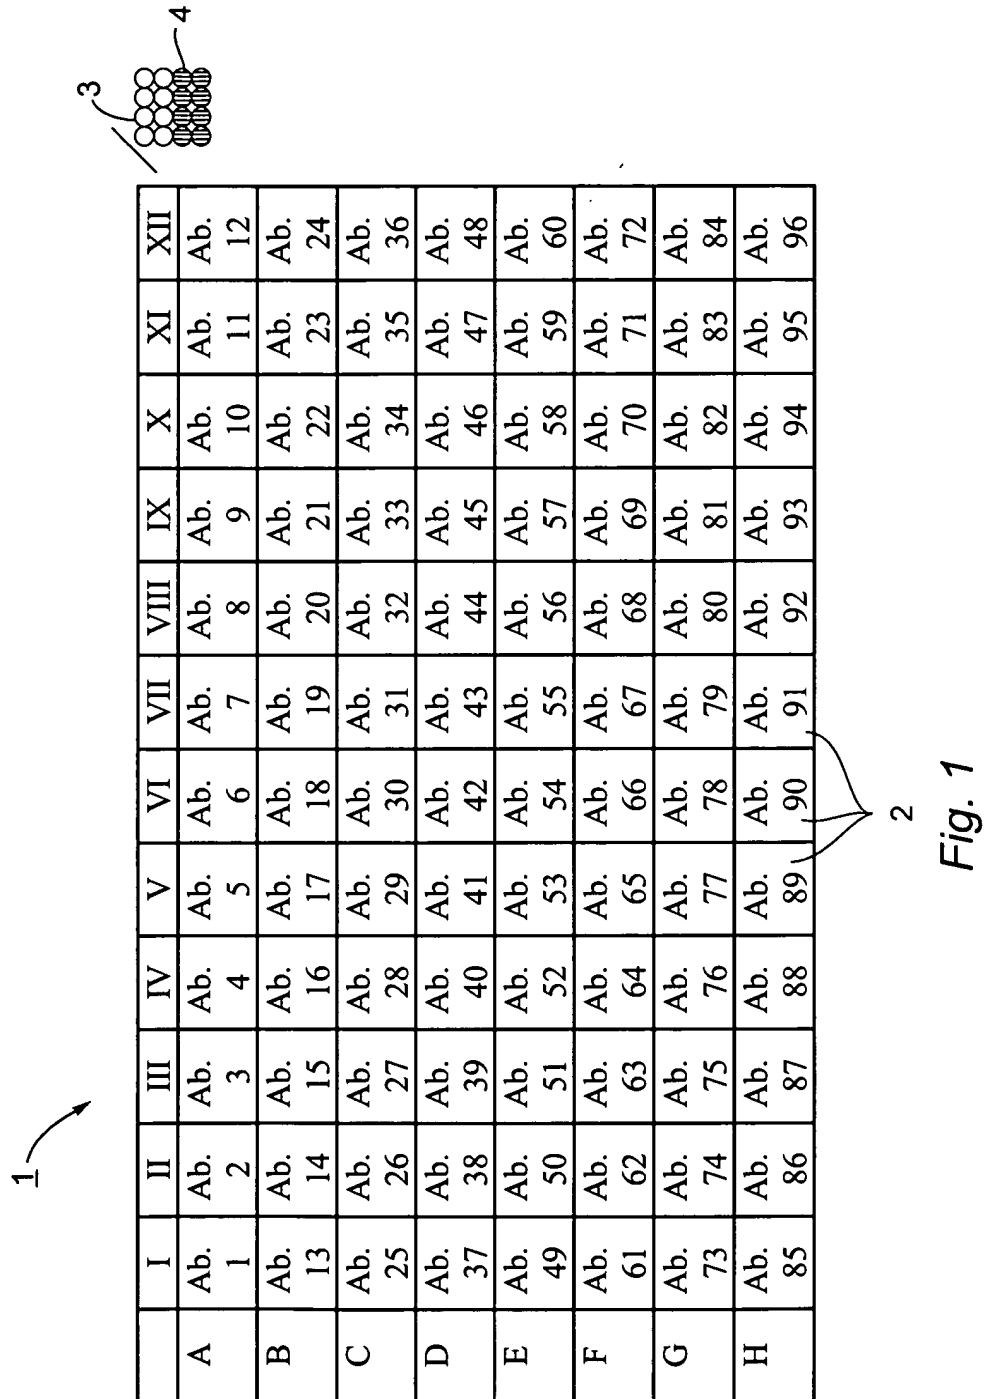 1
3
4
I II III IV V VI VII VIII IX X XI XII
A Ab. 1 Ab. 2 Ab. 3 Ab. 4 Ab. 5 Ab. 6 Ab. 7 Ab. 8 Ab. 9 Ab. 10 Ab. 11 Ab. 12
B Ab. 13 Ab. 14 Ab. 15 Ab. 16 Ab. 17 Ab. 18 Ab. 19 Ab. 20 Ab. 21 Ab. 22 Ab. 23 Ab. 24
C Ab. 25 Ab. 26 Ab. 27 Ab. 28 Ab. 29 Ab. 30 Ab. 31 Ab. 32 Ab. 33 Ab. 34 Ab. 35 Ab. 36
D Ab. 37 Ab. 38 Ab. 39 Ab. 40 Ab. 41 Ab. 42 Ab. 43 Ab. 44 Ab. 45 Ab. 46 Ab. 47 Ab. 48
E Ab. 49 Ab. 50 Ab. 51 Ab. 52 Ab. 53 Ab. 54 Ab. 55 Ab. 56 Ab. 57 Ab. 58 Ab. 59 Ab. 60
F Ab. 61 Ab. 62 Ab. 63 Ab. 64 Ab. 65 Ab. 66 Ab. 67 Ab. 68 Ab. 69 Ab. 70 Ab. 71 Ab. 72
G Ab. 73 Ab. 74 Ab. 75 Ab. 76 Ab. 77 Ab. 78 Ab. 79 Ab. 80 Ab. 81 Ab. 82 Ab. 83 Ab. 84
H Ab. 85 Ab. 86 Ab. 87 Ab. 88 Ab. 89 Ab. 90 Ab. 91 Ab. 92 Ab. 93 Ab. 94 Ab. 95 Ab. 96
2
Fig. 1